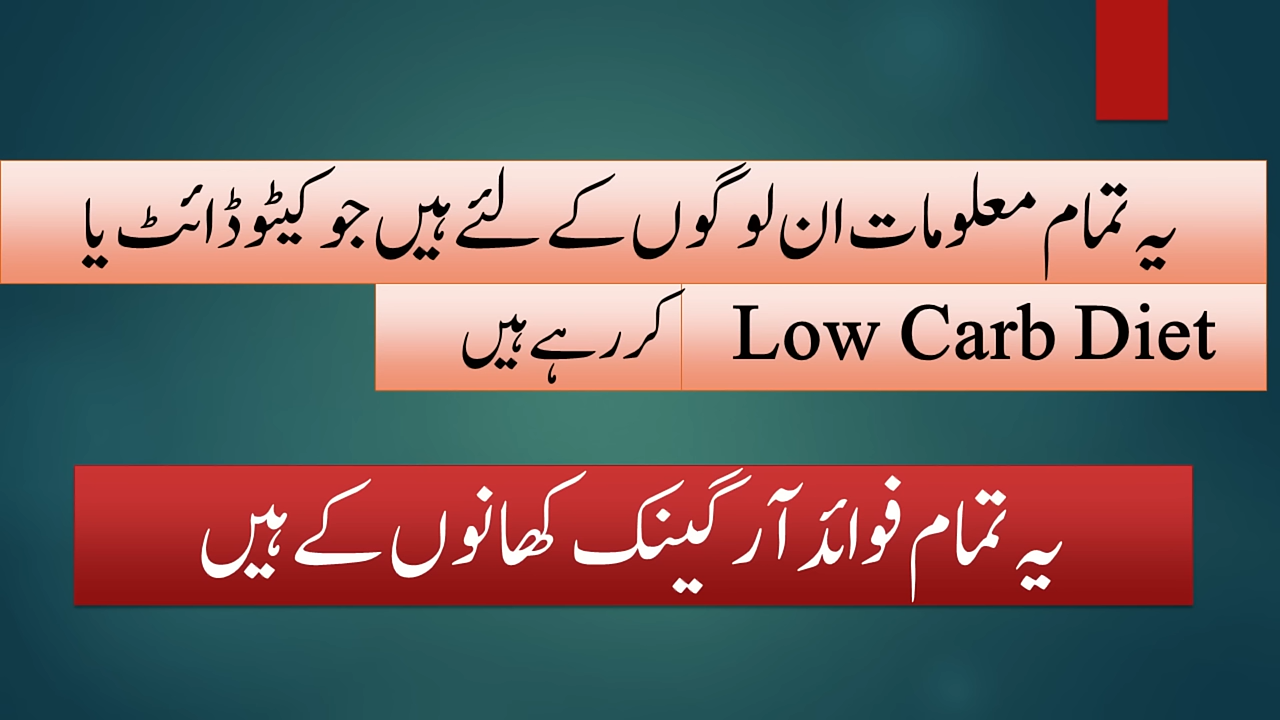 یہ تمام معلومات ان لوگوں کے لئے ہیں جو کیٹو ڈائٹ یا
Low Carb Diet کر رہے ہیں
یہ تمام فوائد آرگینک کھانوں کے ہیں